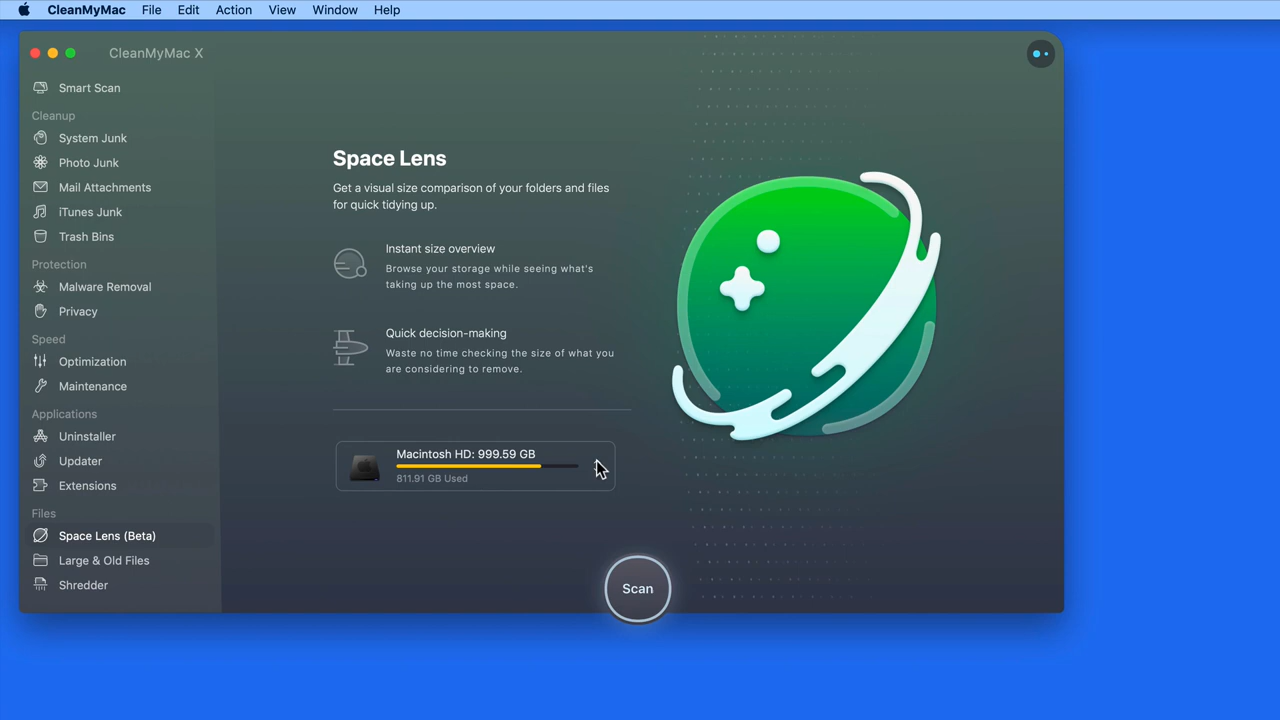 CleanMyMac File Edit Action View Window Help
CleanMyMac X
Smart Scan
Cleanup
System Junk
Photo Junk
Mail Attachments
iTunes Junk
Trash Bins
Protection
Malware Removal
Privacy
Speed
Optimization
Maintenance
Applications
Uninstaller
Updater
Extensions
Files
Space Lens (Beta)
Large & Old Files
Shredder
Space Lens
Get a visual size comparison of your folders and files
for quick tidying up.
Instant size overview
Browse your storage while seeing what's
taking up the most space.
Quick decision-making
Waste no time checking the size of what you
are considering to remove.
Macintosh HD: 999.59 GB
811.91 GB Used
Scan